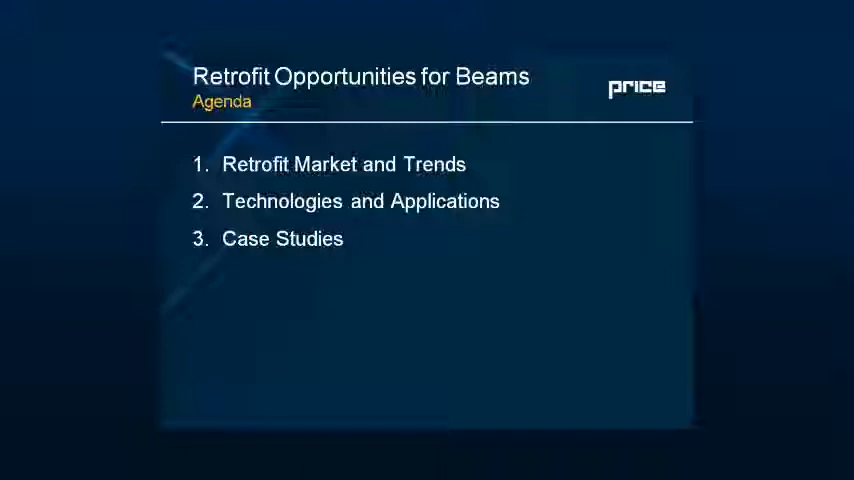 Retrofit Opportunities for Beams
Agenda
price
1. Retrofit Market and Trends
2. Technologies and Applications
3. Case Studies